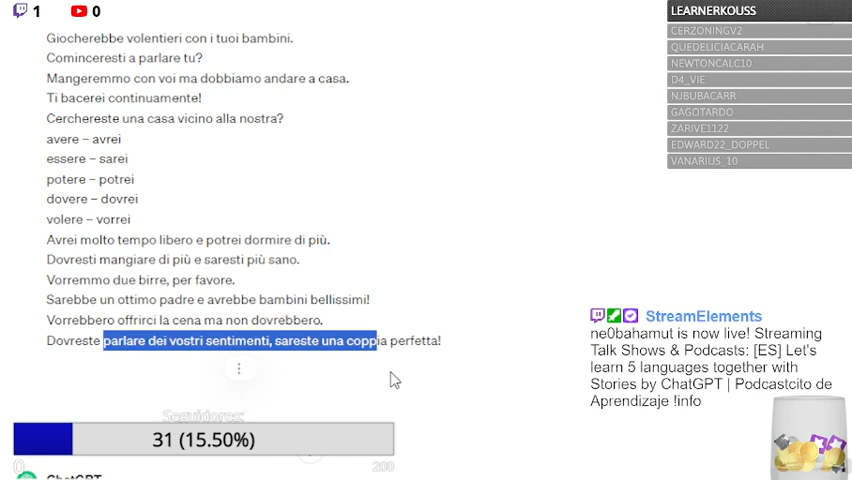 1
0
Giocherebbe volentieri con i tuoi bambini.
Cominceresti a parlare tu?
Mangeremmo con voi ma dobbiamo andare a casa.
Ti bacerei continuamente!
Cerchereste una casa vicino alla nostra?
avere – avrei
essere – sarei
potere – potrei
dovere – dovrei
volere – vorrei
Avrei molto tempo libero e potrei dormire di più.
Dovresti mangiare di più e saresti più sano.
Vorremmo due birre, per favore.
Sarebbe un ottimo padre e avrebbe bambini bellissimi!
Vorrebbero offrirci la cena ma non dovrebbero.
Dovreste parlare dei vostri sentimenti, sareste una coppia perfetta!
Seguidores:
31 (15.50%)
0
200
ChatGPT
LEARNERKOUSS
CERZONINGV2
QUEDELICIACARAH
NEWTONCALC10
D4_VIE
NJBUBACARR
GAGOTARDO
ZARIVE1122
EDWARD22_DOPPEL
VANARIUS_10
StreamElements
ne0bahamut is now live! Streaming
Talk Shows & Podcasts: [ES] Let's
learn 5 languages together with
Stories by ChatGPT | Podcastcito de
Aprendizaje !info